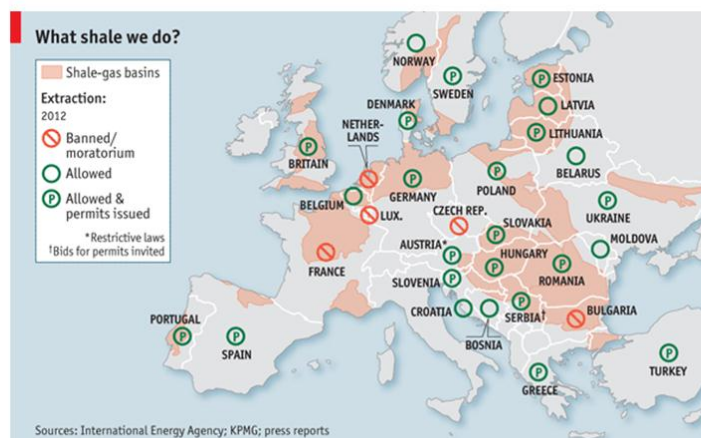 What shale we do?
Shale-gas basins
Extraction:
2012
Banned/
moratorium
Allowed
P Allowed &
permits issued
*Restrictive laws
†Bids for permits invited
NORWAY
P
SWEDEN
P
ESTONIA
LATVIA
P
LITHUANIA
DENMARK
P
NETHER-
LANDS
P
BRITAIN
BELARUS
P
GERMANY
P
POLAND
BELGIUM
LUX.
CZECH REP.
P
UKRAINE
SLOVAKIA
P
MOLDOVA
AUSTRIA*
P
HUNGARY
P
FRANCE
P
ROMANIA
SLOVENIA
P
CROATIA
BOSNIA
P
SERBIA†
BULGARIA
PORTUGAL
P
P
SPAIN
P
GREECE
P
TURKEY
Sources: International Energy Agency; KPMG; press reports